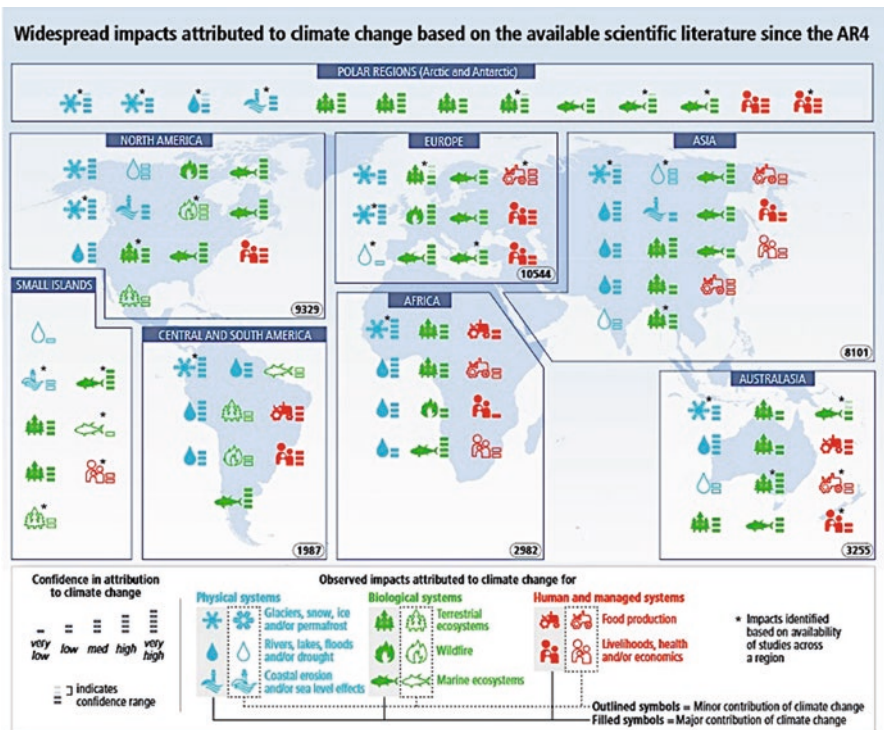 Widespread impacts attributed to climate change based on the available scientific literature since the AR4
POLAR REGIONS (Arctic and Antarctic)
NORTH AMERICA
9329
EUROPE
10544
ASIA
8101
SMALL ISLANDS
CENTRAL AND SOUTH AMERICA
1987
AFRICA
2982
AUSTRALASIA
3255
Confidence in attribution
to climate change
very
low
low
med
high
very
high
indicates
confidence range
Observed impacts attributed to climate change for
Physical systems
Glaciers, snow, ice
and/or permafrost
Rivers, lakes, floods
and/or drought
Coastal erosion
and/or sea level effects
Biological systems
Terrestrial
ecosystems
Wildfire
Marine ecosystems
Human and managed systems
Food production
Livelihoods, health
and/or economics
* Impacts identified
based on availability
of studies across
a region
Outlined symbols = Minor contribution of climate change
Filled symbols = Major contribution of climate change